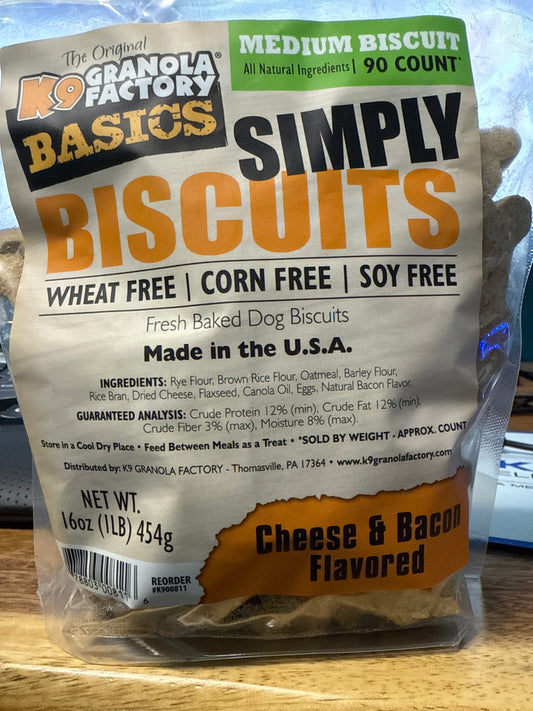 The Original
K9 GRANOLA FACTORY®
BASICS
MEDIUM BISCUIT
All Natural Ingredients | 90 COUNT*
SIMPLY
BISCUITS
WHEAT FREE | CORN FREE | SOY FREE
Fresh Baked Dog Biscuits
Made in the U.S.A.
INGREDIENTS: Rye Flour, Brown Rice Flour, Oatmeal, Barley Flour,
Rice Bran, Dried Cheese, Flaxseed, Canola Oil, Eggs, Natural Bacon Flavor.
GUARANTEED ANALYSIS: Crude Protein 12% (min), Crude Fat 12% (min),
Crude Fiber 3% (max), Moisture 8% (max).
Store in a Cool Dry Place • Feed Between Meals as a Treat • *SOLD BY WEIGHT - APPROX. COUNT
Distributed by: K9 GRANOLA FACTORY - Thomasville, PA 17364 • www.k9granolafactory.com
NET WT.
16oz (1LB) 454g
Cheese & Bacon
Flavored
REORDER
#K900811
78803 00811 6